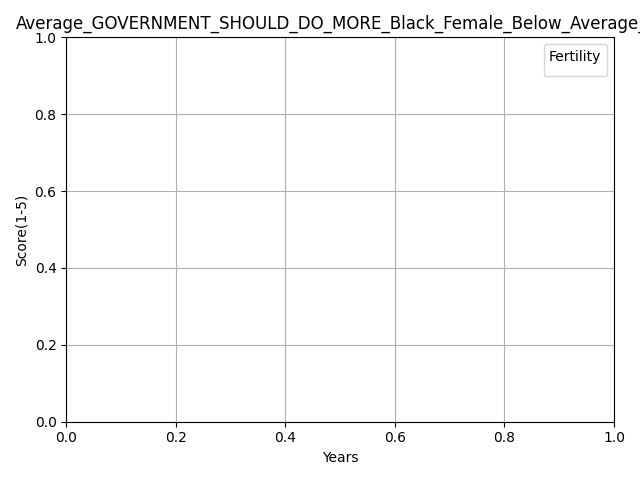 Average_GOVERNMENT_SHOULD_DO_MORE_Black_Female_Below_Average_
Fertility
1.0
0.8
0.6
0.4
0.2
0.0
Score(1-5)
0.0 0.2 0.4 0.6 0.8 1.0
Years